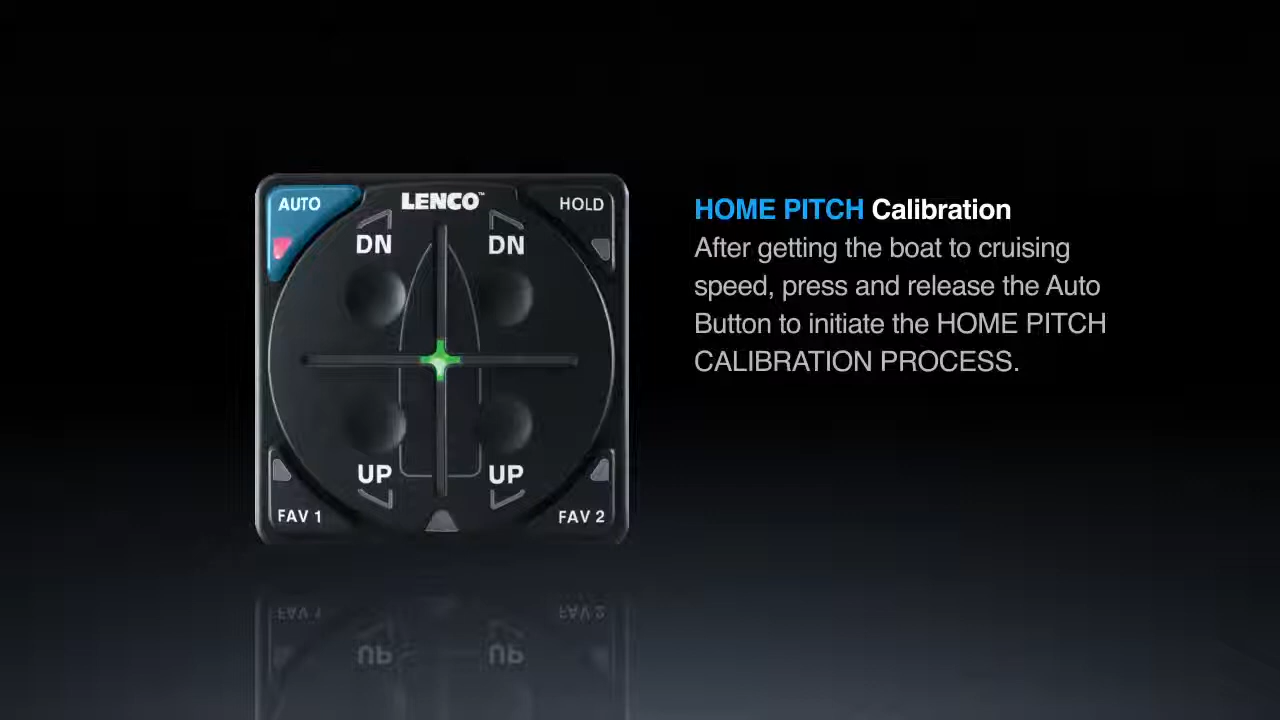 AUTO
LENCO™
HOLD
DN
DN
UP
UP
FAV 1
FAV 2
HOME PITCH Calibration
After getting the boat to cruising
speed, press and release the Auto
Button to initiate the HOME PITCH
CALIBRATION PROCESS.